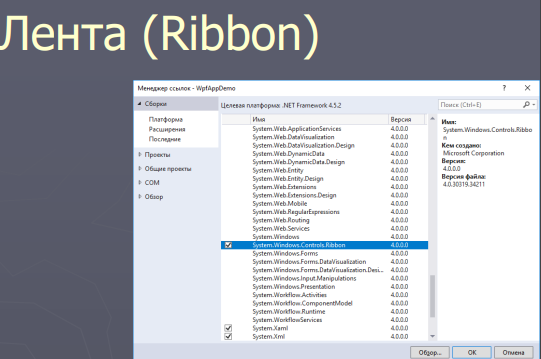 Лента (Ribbon)
Менеджер ссылок - WpfAppDemo
? X
Сборки
Платформа
Расширения
Последние
Проекты
Общие проекты
COM
Обзор
Целевая платформа: .NET Framework 4.5.2
Имя Версия
System.Web.ApplicationServices 4.0.0.0
System.Web.DataVisualization 4.0.0.0
System.Web.DataVisualization.Design 4.0.0.0
System.Web.DynamicData 4.0.0.0
System.Web.DynamicData.Design 4.0.0.0
System.Web.Entity 4.0.0.0
System.Web.Entity.Design 4.0.0.0
System.Web.Extensions 4.0.0.0
System.Web.Extensions.Design 4.0.0.0
System.Web.Mobile 4.0.0.0
System.Web.RegularExpressions 4.0.0.0
System.Web.Routing 4.0.0.0
System.Web.Services 4.0.0.0
System.Windows 4.0.0.0
System.Windows.Controls.Ribbon 4.0.0.0
System.Windows.Forms 4.0.0.0
System.Windows.Forms.DataVisualization 4.0.0.0
System.Windows.Forms.DataVisualization.Desi... 4.0.0.0
System.Windows.Input.Manipulations 4.0.0.0
System.Windows.Presentation 4.0.0.0
System.Workflow.Activities 4.0.0.0
System.Workflow.ComponentModel 4.0.0.0
System.Workflow.Runtime 4.0.0.0
System.WorkflowServices 4.0.0.0
System.Xaml 4.0.0.0
System.Xml 4.0.0.0
Поиск (Ctrl+E)
Имя:
System.Windows.Controls.Ribbo
n
Кем создано:
Microsoft Corporation
Версия:
4.0.0.0
Версия файла:
4.0.30319.34211
Обзор... OK Отмена